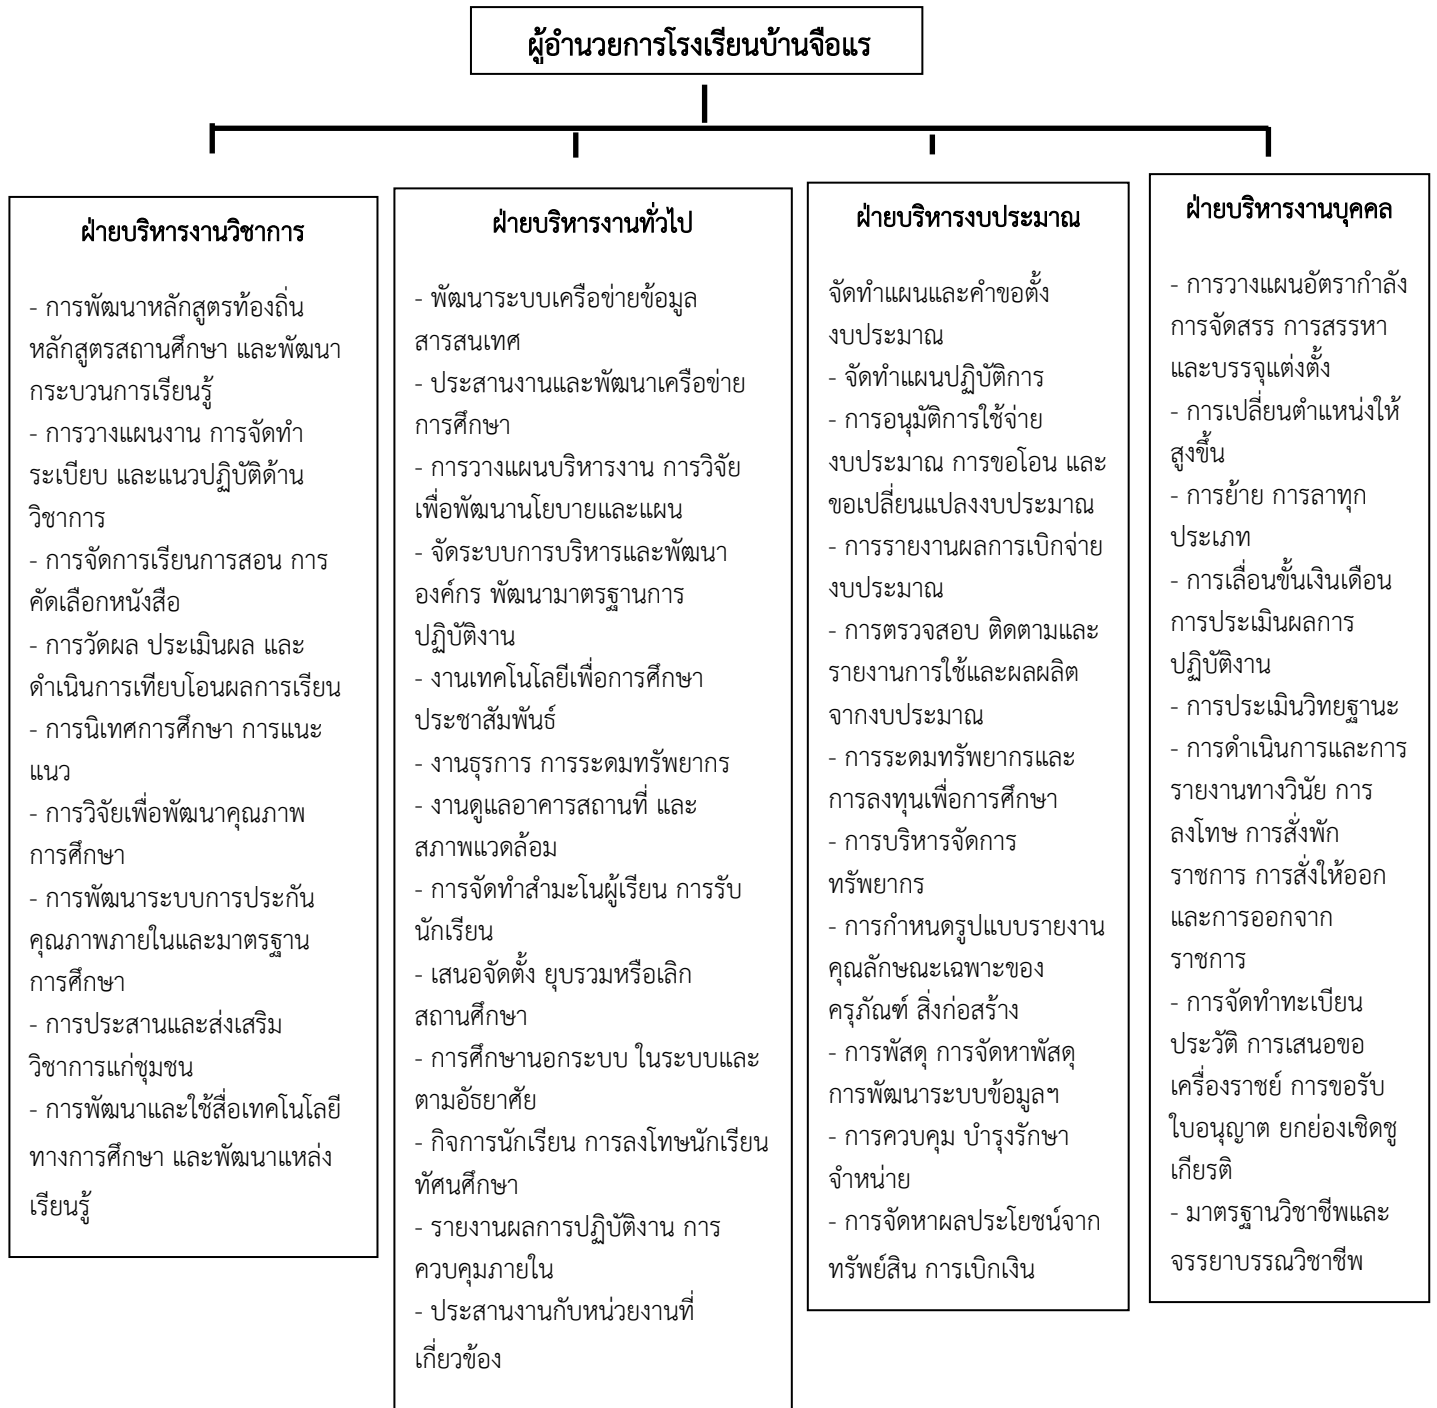 ผู้อำนวยการโรงเรียนบ้านจือแร
ฝ่ายบริหารงานวิชาการ
- การพัฒนาหลักสูตรท้องถิ่น
หลักสูตรสถานศึกษา และพัฒนา
กระบวนการเรียนรู้
- การวางแผนงาน การจัดทำ
ระเบียบ และแนวปฏิบัติด้าน
วิชาการ
- การจัดการเรียนการสอน การ
คัดเลือกหนังสือ
- การวัดผล ประเมินผล และ
ดำเนินการเทียบโอนผลการเรียน
- การนิเทศการศึกษา การแนะ
แนว
- การวิจัยเพื่อพัฒนาคุณภาพ
การศึกษา
- การพัฒนาระบบการประกัน
คุณภาพภายในและมาตรฐาน
การศึกษา
- การประสานและส่งเสริม
วิชาการแก่ชุมชน
- การพัฒนาและใช้สื่อเทคโนโลยี
ทางการศึกษา และพัฒนาแหล่ง
เรียนรู้
ฝ่ายบริหารงานทั่วไป
- พัฒนาระบบเครือข่ายข้อมูล
สารสนเทศ
- ประสานงานและพัฒนาเครือข่าย
การศึกษา
- การวางแผนบริหารงาน การวิจัย
เพื่อพัฒนานโยบายและแผน
- จัดระบบการบริหารและพัฒนา
องค์กร พัฒนามาตรฐานการ
ปฏิบัติงาน
- งานเทคโนโลยีเพื่อการศึกษา
ประชาสัมพันธ์
- งานธุรการ การระดมทรัพยากร
- งานดูแลอาคารสถานที่ และ
สภาพแวดล้อม
- การจัดทำสำมะโนผู้เรียน การรับ
นักเรียน
- เสนอจัดตั้ง ยุบรวมหรือเลิก
สถานศึกษา
- การศึกษานอกระบบ ในระบบและ
ตามอัธยาศัย
- กิจการนักเรียน การลงโทษนักเรียน
ทัศนศึกษา
- รายงานผลการปฏิบัติงาน การ
ควบคุมภายใน
- ประสานงานกับหน่วยงานที่
เกี่ยวข้อง
ฝ่ายบริหารงบประมาณ
จัดทำแผนและคำขอตั้ง
งบประมาณ
- จัดทำแผนปฏิบัติการ
- การอนุมัติการใช้จ่าย
งบประมาณ การขอโอน และ
ขอเปลี่ยนแปลงงบประมาณ
- การรายงานผลการเบิกจ่าย
งบประมาณ
- การตรวจสอบ ติดตามและ
รายงานการใช้และผลผลิต
จากงบประมาณ
- การระดมทรัพยากรและ
การลงทุนเพื่อการศึกษา
- การบริหารจัดการ
ทรัพยากร
- การกำหนดรูปแบบรายงาน
คุณลักษณะเฉพาะของ
ครุภัณฑ์ สิ่งก่อสร้าง
- การพัสดุ การจัดหาพัสดุ
การพัฒนาระบบข้อมูลฯ
- การควบคุม บำรุงรักษา
จำหน่าย
- การจัดหาผลประโยชน์จาก
ทรัพย์สิน การเบิกเงิน
ฝ่ายบริหารงานบุคคล
- การวางแผนอัตรากำลัง
การจัดสรร การสรรหา
และบรรจุแต่งตั้ง
- การเปลี่ยนตำแหน่งให้
สูงขึ้น
- การย้าย การลาทุก
ประเภท
- การเลื่อนขั้นเงินเดือน
การประเมินผลการ
ปฏิบัติงาน
- การประเมินวิทยฐานะ
- การดำเนินการและการ
รายงานทางวินัย การ
ลงโทษ การสั่งพัก
ราชการ การสั่งให้ออก
และการออกจาก
ราชการ
- การจัดทำทะเบียน
ประวัติ การเสนอขอ
เครื่องราชย์ การขอรับ
ใบอนุญาต ยกย่องเชิดชู
เกียรติ
- มาตรฐานวิชาชีพและ
จรรยาบรรณวิชาชีพ